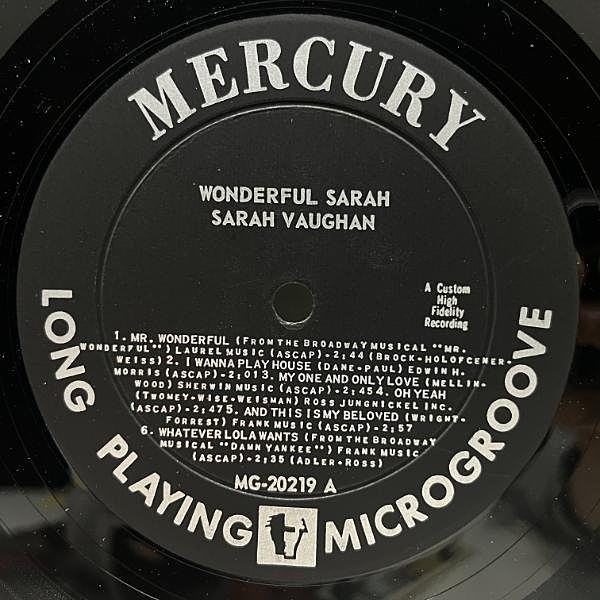 MERCURY
WONDERFUL SARAH
SARAH VAUGHAN
A Custom
High
Fidelity
Recording
1. MR. WONDERFUL (FROM THE BROADWAY MUSICAL "MR.
WONDERFUL") LAUREL MUSIC (ASCAP)-2;44 (BROCK-HOLOFCENER-
WEISS) 2. I WANNA PLAY HOUSE (DANE-PAUL) EDWIN H.
MORRIS (ASCAP)-2;01 3. MY ONE AND ONLY LOVE (MELLIN-
WOOD) SHERWIN MUSIC (ASCAP)-2;45 4. OH YEAH
(TWOMEY-WISE-WEISMAN) ROSS JUNGNICKEL INC.
(ASCAP)-2;47 5. AND THIS IS MY BELOVED (WRIGHT-
FORREST) FRANK MUSIC (ASCAP)-2;57
6. WHATEVER LOLA WANTS (FROM THE BROADWAY
MUSICAL "DAMN YANKEE") FRANK MUSIC
(ASCAP)-2;35 (ADLER-ROSS)
MG-20219 A
LONG PLAYING MICROGROOVE